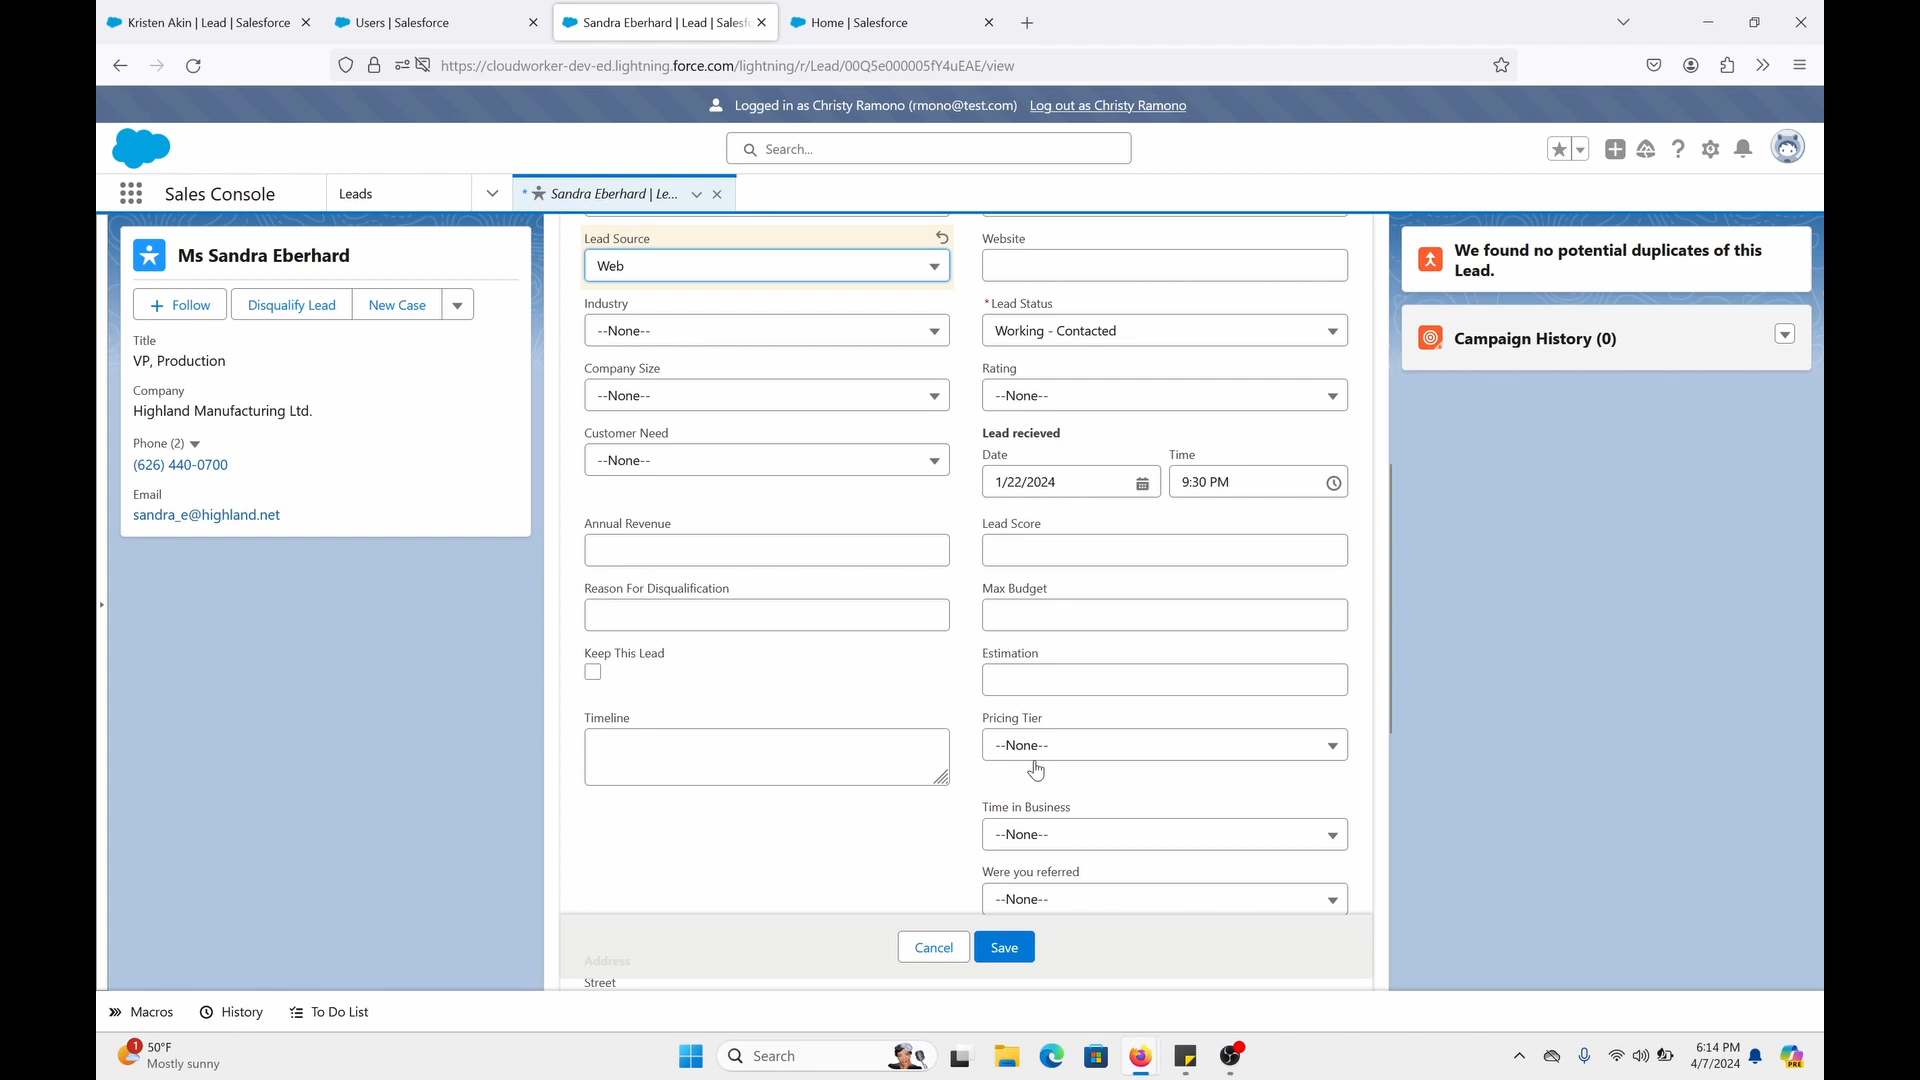 Kristen Akin | Lead | Salesforce
Users | Salesforce
Sandra Eberhard | Lead | Salesfo
Home | Salesforce
https://cloudworker-dev-ed.lightning.force.com/lightning/r/Lead/00Q5e000005fY4uEAE/view
Logged in as Christy Ramono (rmono@test.com) Log out as Christy Ramono
Search...
Sales Console
Leads
* Sandra Eberhard | Le...
Ms Sandra Eberhard
+ Follow
Disqualify Lead
New Case
Title
VP, Production
Company
Highland Manufacturing Ltd.
Phone (2)
(626) 440-0700
Email
sandra_e@highland.net
Lead Source
Web
Website
Industry
--None--
*Lead Status
Working - Contacted
Company Size
--None--
Rating
--None--
Customer Need
--None--
Lead recieved
Date
Time
1/22/2024
9:30 PM
Annual Revenue
Lead Score
Reason For Disqualification
Max Budget
Keep This Lead
Estimation
Timeline
Pricing Tier
--None--
Time in Business
--None--
Were you referred
--None--
Cancel
Save
Address
Street
We found no potential duplicates of this
Lead.
Campaign History (0)
Macros
History
To Do List
1
50°F
Mostly sunny
Search
6:14 PM
4/7/2024
PRE